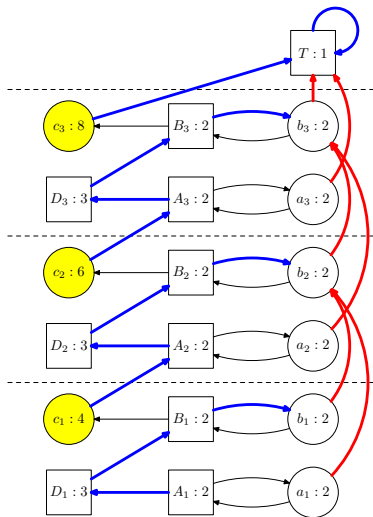 T : 1
c₃ : 8 B₃ : 2 b₃ : 2
D₃ : 3 A₃ : 2 a₃ : 2
c₂ : 6 B₂ : 2 b₂ : 2
D₂ : 3 A₂ : 2 a₂ : 2
c₁ : 4 B₁ : 2 b₁ : 2
D₁ : 3 A₁ : 2 a₁ : 2